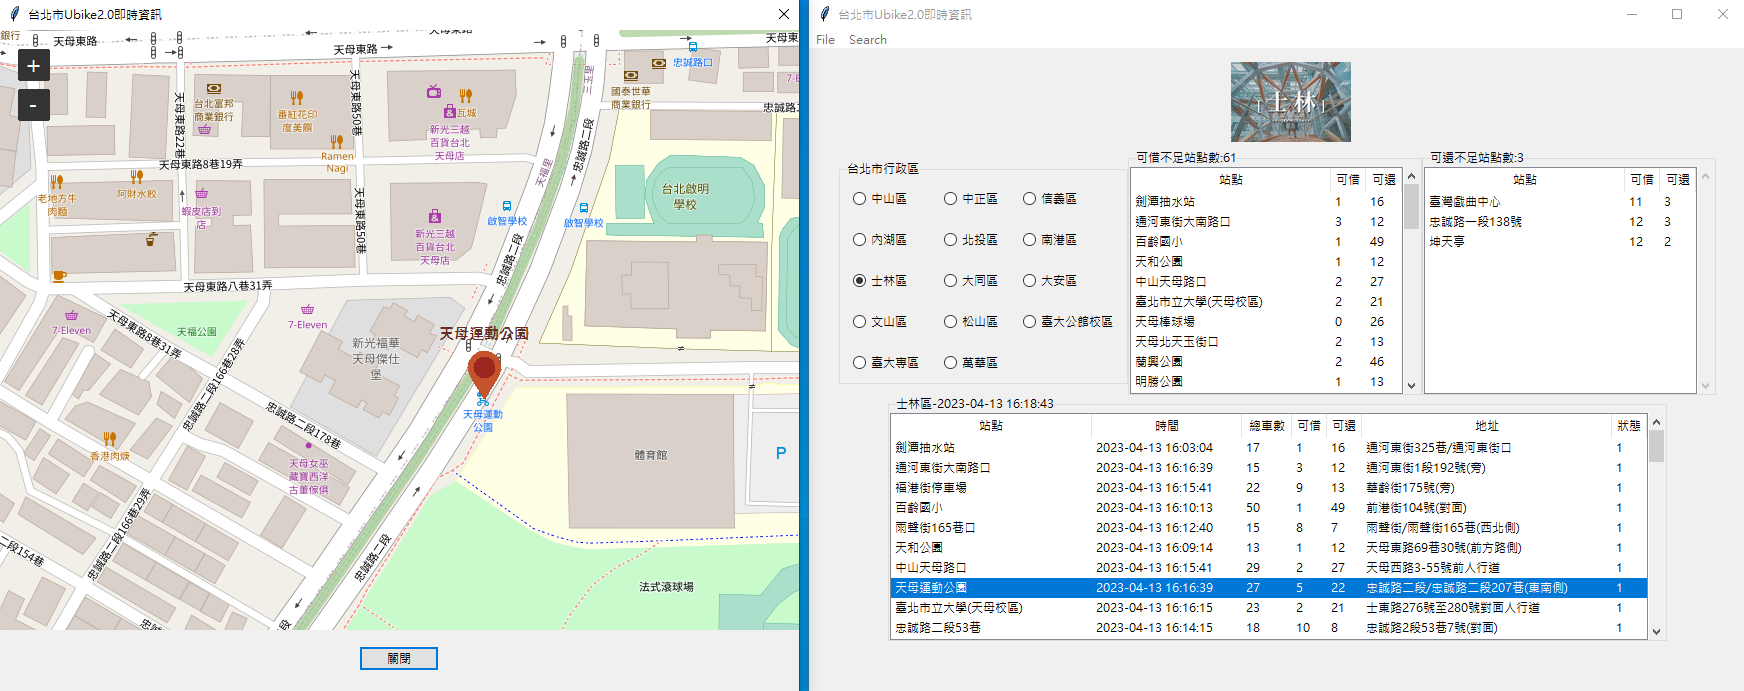 台北市Ubike2.0即時資訊
銀行
天母東路
天母東路
天母東路
天母東
+
-
忠誠路口
台北富邦
商業銀行
番紅花印
度美饌
天母東路22巷
天母東路50巷
瓦城
新光三越
百貨台北
天母店
國泰世華
商業銀行
三玉里
忠誠路二段
Ramen
Nagi
天母東路8巷19弄
天福里
老地方牛
肉麵
阿財水餃
蝦皮店到
店
天母東路50巷
啟智學校
啟智學校
台北啟明
學校
新光三越
百貨台北
天母店
忠誠路二段
天母東路八巷31弄
7-Eleven
天母東路8巷31弄
天福公園
7-Eleven
新光福華
天母傑仕
堡
天母運動公園
忠誠路二段166巷28弄
忠誠路二段178巷
天母運動
公園
香港肉燒
天母女巫
藏寶西洋
古董傢俱
體育館
P
忠誠路二段166巷29弄
二段154巷
忠誠路二段
法式滾球場
關閉
台北市Ubike2.0即時資訊
File Search
[士林]
台北市行政區
中山區 中正區 信義區
內湖區 北投區 南港區
士林區 大同區 大安區
文山區 松山區 臺大公館校區
臺大專區 萬華區
可借不足站點數:61
站點 可借 可還
劍潭抽水站 1 16
通河東街大南路口 3 12
百齡國小 1 49
天和公園 1 12
中山天母路口 2 27
臺北市立大學(天母校區) 2 21
天母棒球場 0 26
天母北天玉街口 2 13
蘭興公園 2 46
明勝公園 1 13
可還不足站點數:3
站點 可借 可還
臺灣戲曲中心 11 3
忠誠路一段138號 12 3
坤天亭 12 2
士林區-2023-04-13 16:18:43
站點 時間 總車數 可借 可還 地址 狀態
劍潭抽水站 2023-04-13 16:03:04 17 1 16 通河東街325巷/通河東街口 1
通河東街大南路口 2023-04-13 16:16:39 15 3 12 通河東街1段192號(旁) 1
福港街停車場 2023-04-13 16:15:41 22 9 13 華齡街175號(旁) 1
百齡國小 2023-04-13 16:10:13 50 1 49 前港街104號(對面) 1
雨聲街165巷口 2023-04-13 16:12:40 15 8 7 雨聲街/雨聲街165巷(西北側) 1
天和公園 2023-04-13 16:09:14 13 1 12 天母東路69巷30號(前方路側) 1
中山天母路口 2023-04-13 16:15:41 29 2 27 天母西路3-55號前人行道 1
天母運動公園 2023-04-13 16:16:39 27 5 22 忠誠路二段/忠誠路二段207巷(東南側) 1
臺北市立大學(天母校區) 2023-04-13 16:16:15 23 2 21 士東路276號至280號對面人行道 1
忠誠路二段53巷 2023-04-13 16:14:15 18 10 8 忠誠路2段53巷7號(對面) 1